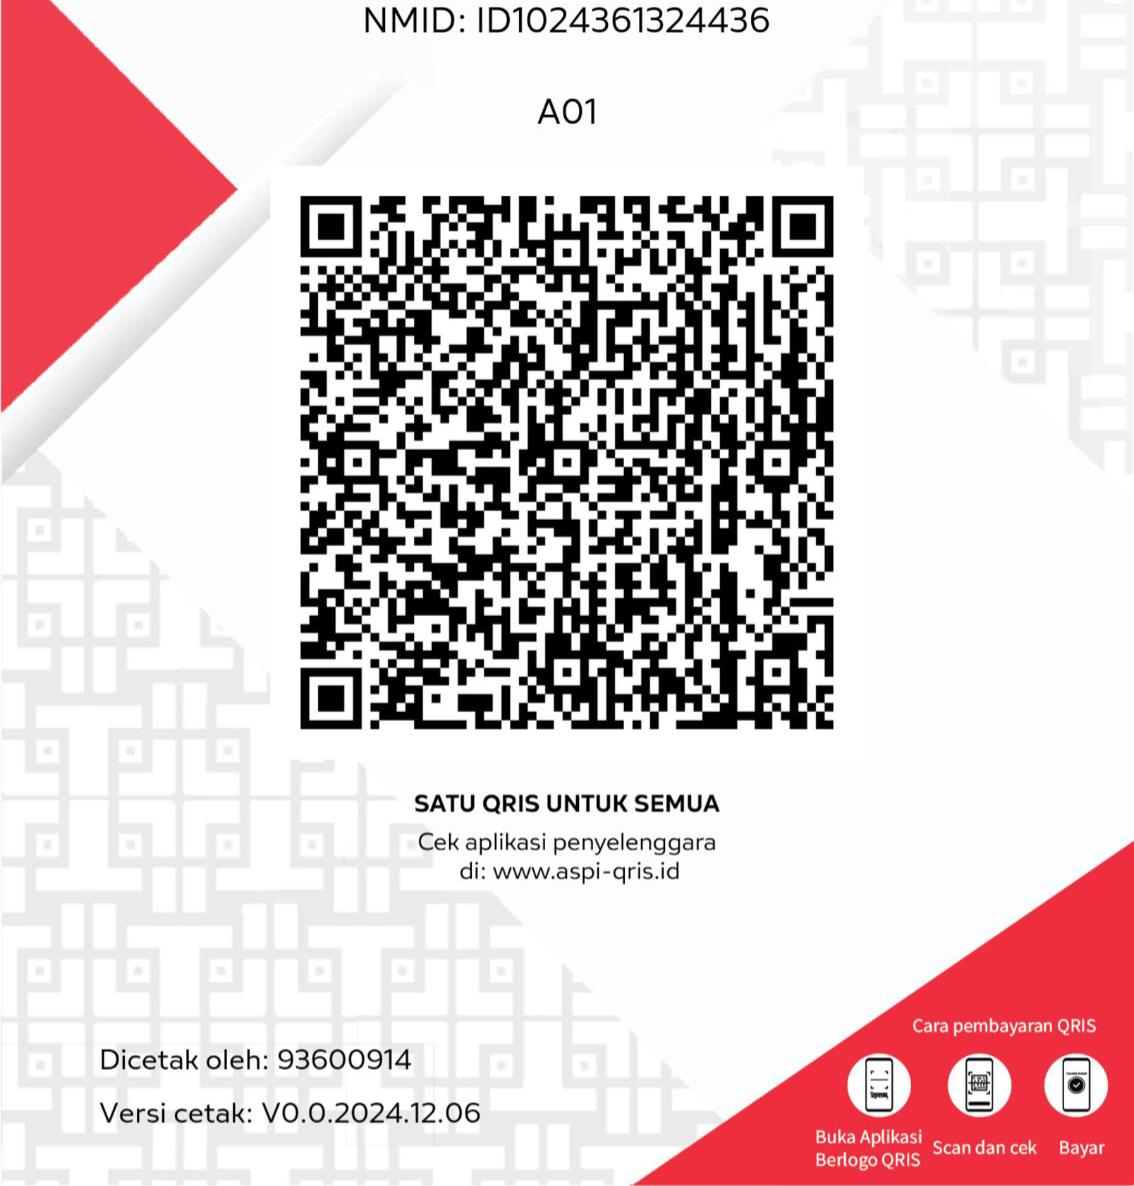 NMID: ID1024361324436
A01
SATU QRIS UNTUK SEMUA
Cek aplikasi penyelenggara
di: www.aspi-qris.id
Dicetak oleh: 93600914
Versi cetak: V0.0.2024.12.06
Cara pembayaran QRIS
Buka Aplikasi
Berlogo QRIS
Scan dan cek
Bayar